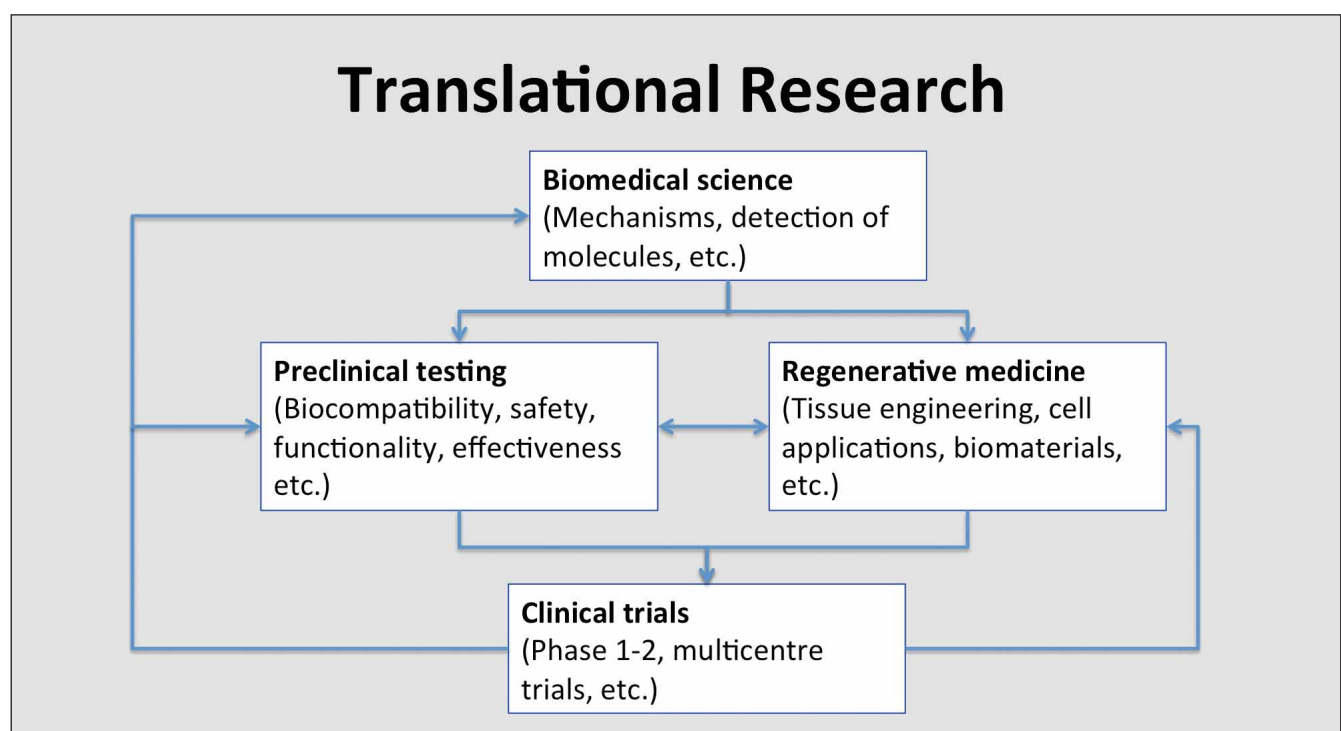 Translational Research
Biomedical science
(Mechanisms, detection of
molecules, etc.)
Preclinical testing
(Biocompatibility, safety,
functionality, effectiveness
etc.)
Regenerative medicine
(Tissue engineering, cell
applications, biomaterials,
etc.)
Clinical trials
(Phase 1-2, multicentre
trials, etc.)